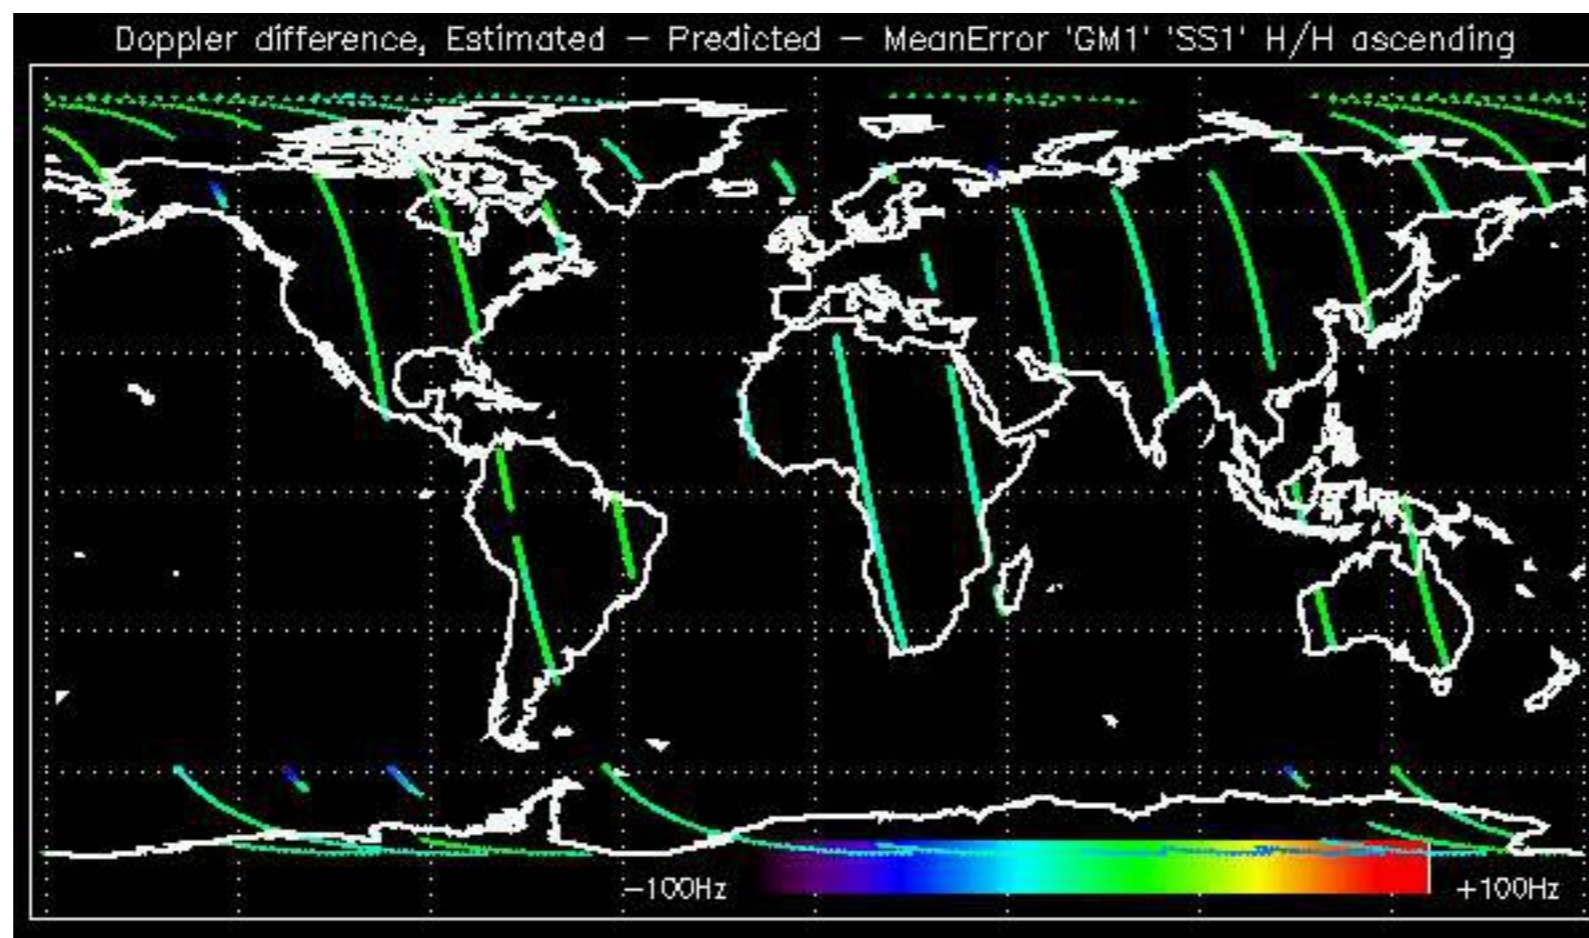 Doppler difference, Estimated – Predicted – MeanError 'GM1' 'SS1' H/H ascending
–100Hz
+100Hz